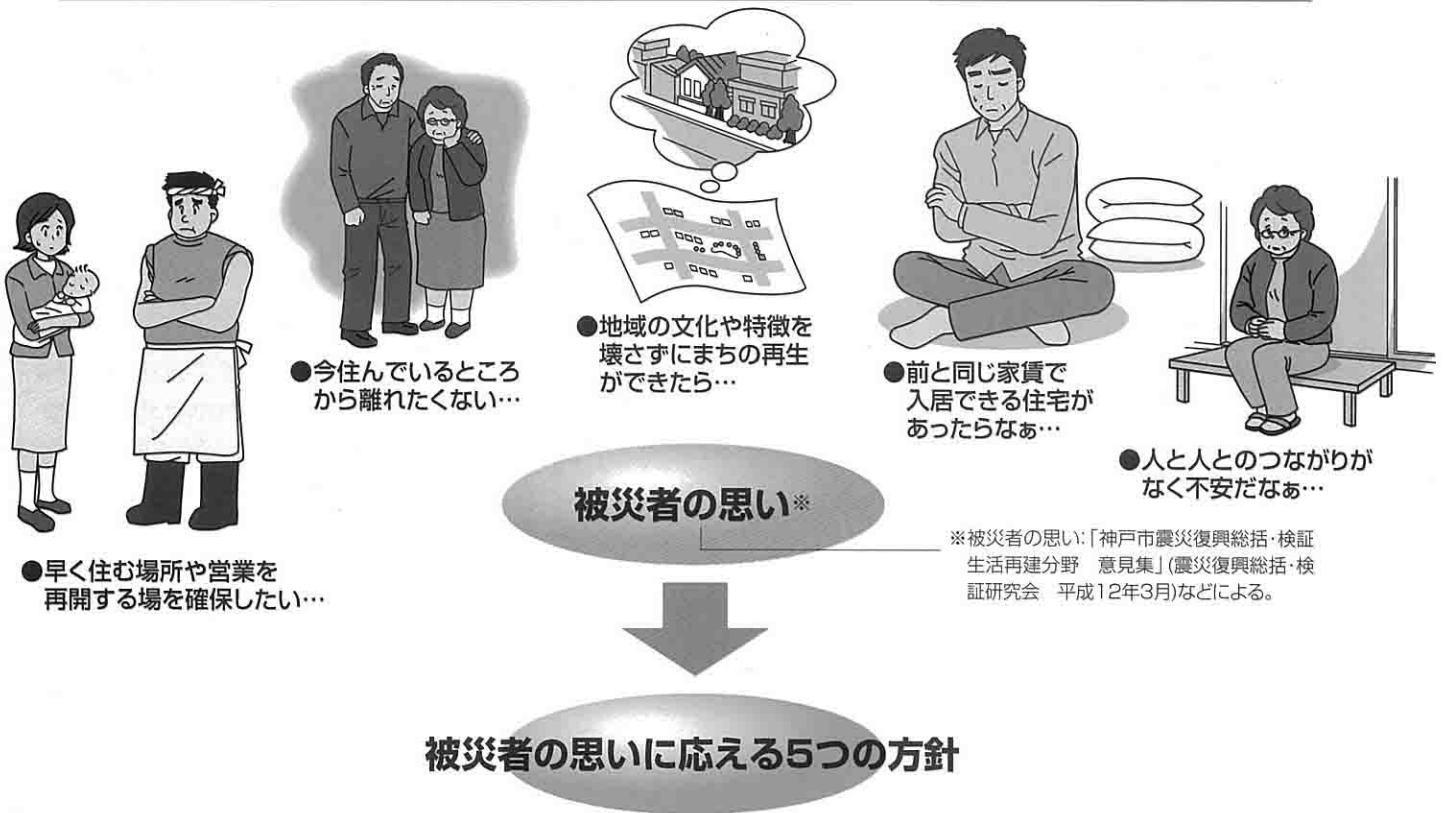 ●早く住む場所や営業を
再開する場を確保したい…
●今住んでいるところ
から離れたくない…
●地域の文化や特徴を
壊さずにまちの再生
ができたら…
●前と同じ家賃で
入居できる住宅が
あったらなぁ…
●人と人とのつながりが
なく不安だなぁ…
被災者の思い※
※被災者の思い:「神戸市震災復興総括・検証
生活再建分野　意見集」(震災復興総括・検
証研究会　平成12年3月)などによる。
被災者の思いに応える5つの方針